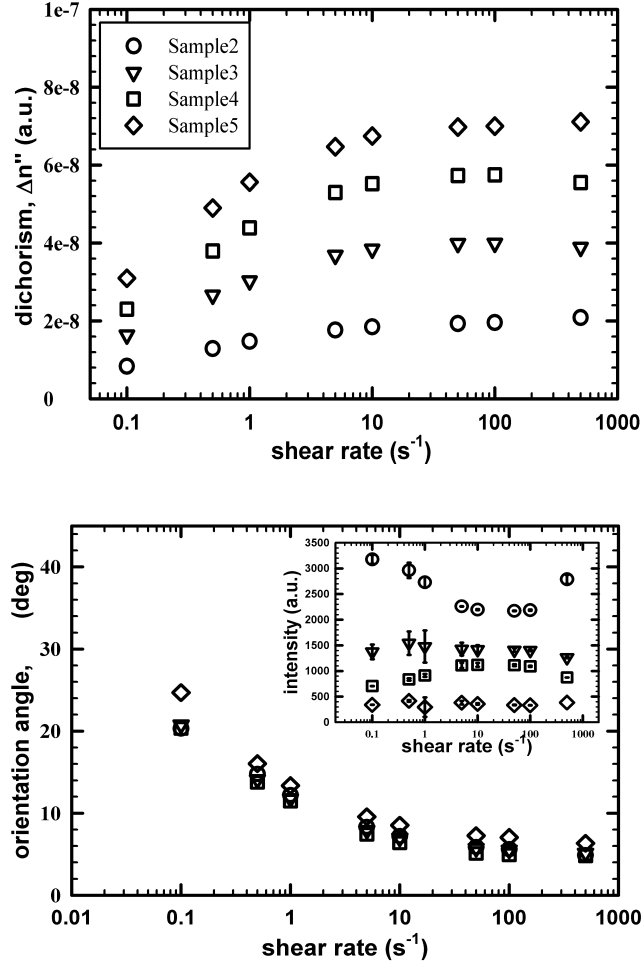 1e-7
8e-8
6e-8
4e-8
2e-8
0
dichorism, Δn" (a.u.)
Sample2
Sample3
Sample4
Sample5
0.1 1 10 100 1000
shear rate (s⁻¹)
40
30
20
10
0
orientation angle, (deg)
3500
3000
2500
2000
1500
1000
500
0
intensity (a.u.)
0.1 1 10 100 1000
shear rate (s⁻¹)
0.01 0.1 1 10 100 1000
shear rate (s⁻¹)